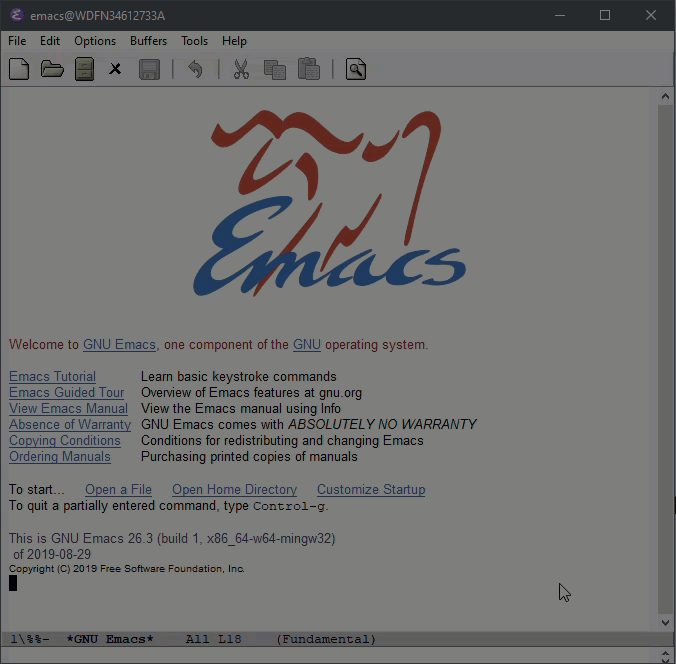 emacs@WDFN34612733A
File Edit Options Buffers Tools Help
GNU
Emacs
Welcome to GNU Emacs, one component of the GNU operating system.
Emacs Tutorial Learn basic keystroke commands
Emacs Guided Tour Overview of Emacs features at gnu.org
View Emacs Manual View the Emacs manual using Info
Absence of Warranty GNU Emacs comes with ABSOLUTELY NO WARRANTY
Copying Conditions Conditions for redistributing and changing Emacs
Ordering Manuals Purchasing printed copies of manuals
To start... Open a File Open Home Directory Customize Startup
To quit a partially entered command, type Control-g.
This is GNU Emacs 26.3 (build 1, x86_64-w64-mingw32)
of 2019-08-29
Copyright (C) 2019 Free Software Foundation, Inc.
1\%%- *GNU Emacs* All L18 (Fundamental)